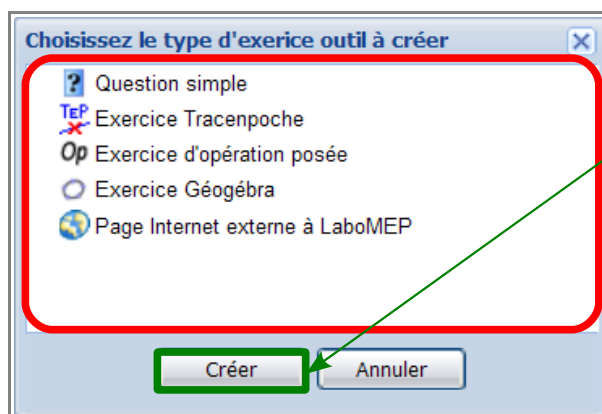 Choisissez le type d'exerice outil à créer
? Question simple
TEP Exercice Tracenpoche
Op Exercice d'opération posée
Exercice Géogébra
Page Internet externe à LaboMEP
Créer Annuler